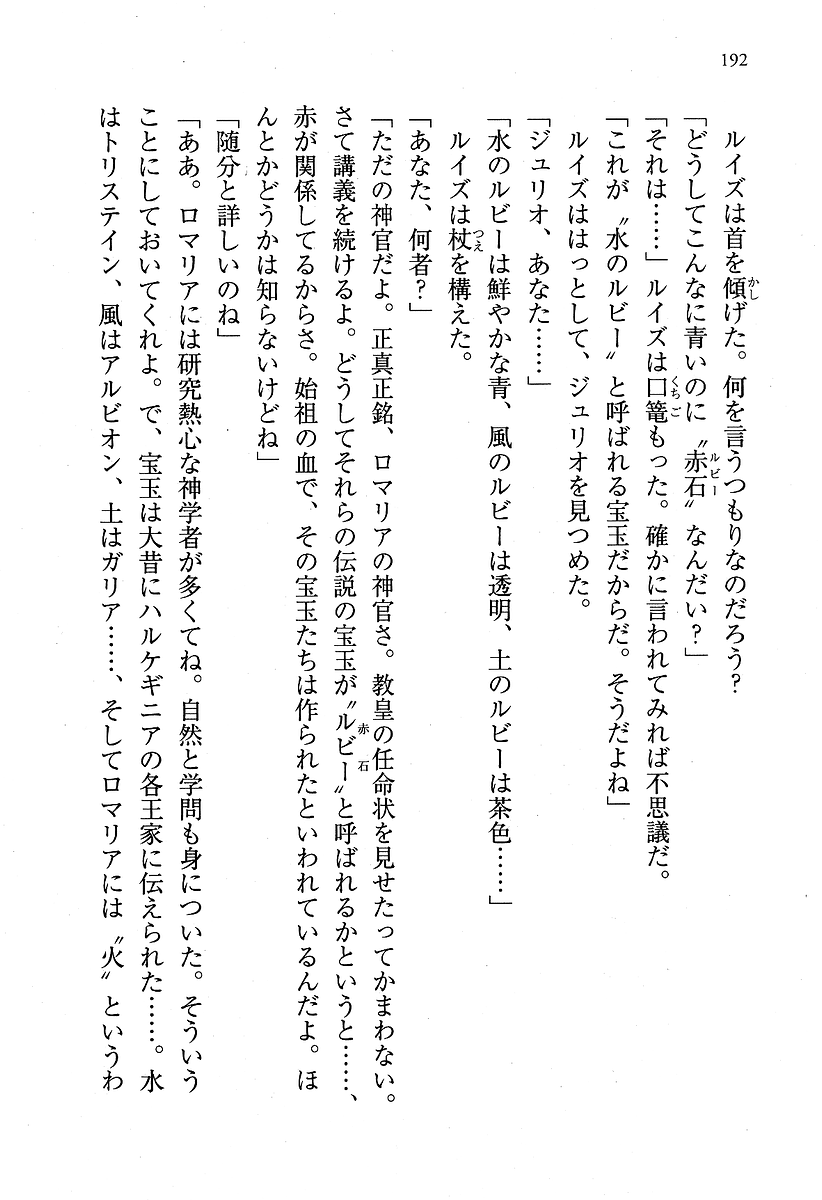 192
ルイズは首を傾げた。何を言うつもりなのだろう?
「どうしてこんなに青いのに〝赤石〟なんだい?」
「それは……」ルイズは口篭もった。確かに言われてみれば不思議だ。
「これが〝水のルビー〟と呼ばれる宝玉だからだ。そうだよね」
ルイズははっとして、ジュリオを見つめた。
「ジュリオ、あなた……」
「水のルビーは鮮やかな青、風のルビーは透明、土のルビーは茶色……」
ルイズは杖を構えた。
「あなた、何者?」
「ただの神官だよ。正真正銘、ロマリアの神官さ。教皇の任命状を見せたってかまわない。
さて講義を続けるよ。どうしてそれらの伝説の宝玉が〝ルビー〟と呼ばれるかというと……、
赤が関係してるからさ。始祖の血で、その宝玉たちは作られたといわれているんだよ。ほ
んとかどうかは知らないけどね」
「随分と詳しいのね」
「ああ。ロマリアには研究熱心な神学者が多くてね。自然と学問も身についた。そういう
ことにしておいてくれよ。で、宝玉は大昔にハルケギニアの各王家に伝えられた……。水
はトリステイン、風はアルビオン、土はガリア……、そしてロマリアには〝火〟というわ